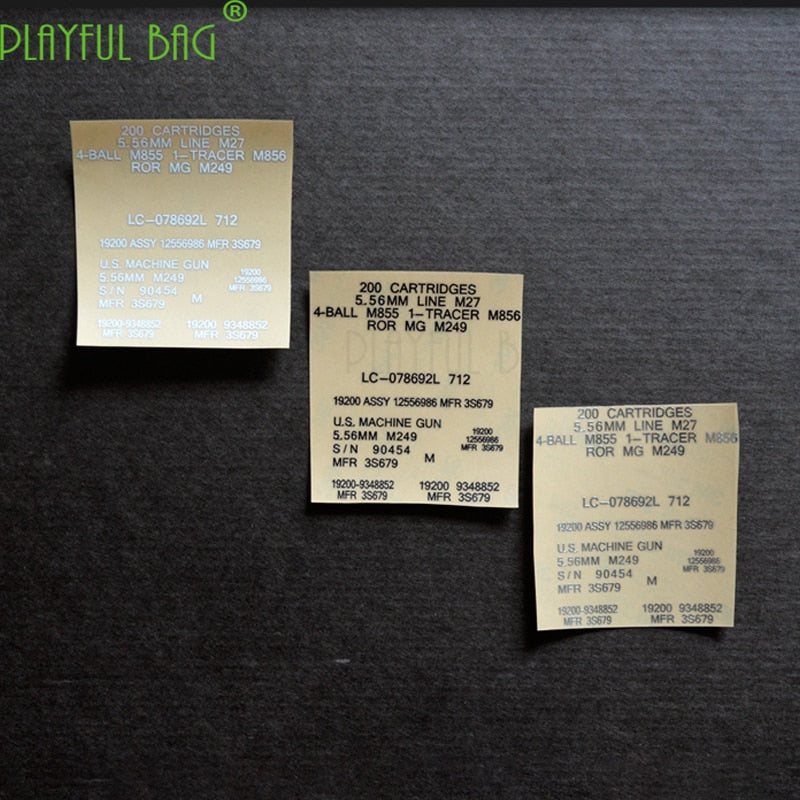 PLAYFUL BAG®
200 CARTRIDGES
5.56MM LINE M27
4-BALL M855 1-TRACER M856
ROR MG M249
LC-078692L 712
19200 ASSY 12556986 MFR 3S679
U.S. MACHINE GUN
5.56MM M249
S/N 90454
MFR 3S679
M
19200
12556986
MFR 3S679
19200-9348852
MFR 3S679
19200 9348852
MFR 3S679
200 CARTRIDGES
5.56MM LINE M27
4-BALL M855 1-TRACER M856
ROR MG M249
PLAYFUL B
LC-078692L 712
19200 ASSY 12556986 MFR 3S679
U.S. MACHINE GUN
5.56MM M249
S/N 90454
MFR 3S679
M
19200
12556986
MFR 3S679
19200-9348852
MFR 3S679
19200 9348852
MFR 3S679
200 CARTRIDGES
5.56MM LINE M27
4-BALL M855 1-TRACER M856
ROR MG M249
LC-078692L 712
19200 ASSY 12556986 MFR 3S679
U.S. MACHINE GUN
5.56MM M249
S/N 90454
MFR 3S679
M
19200
12556986
MFR 3S679
19200-9348852
MFR 3S679
19200 9348852
MFR 3S679